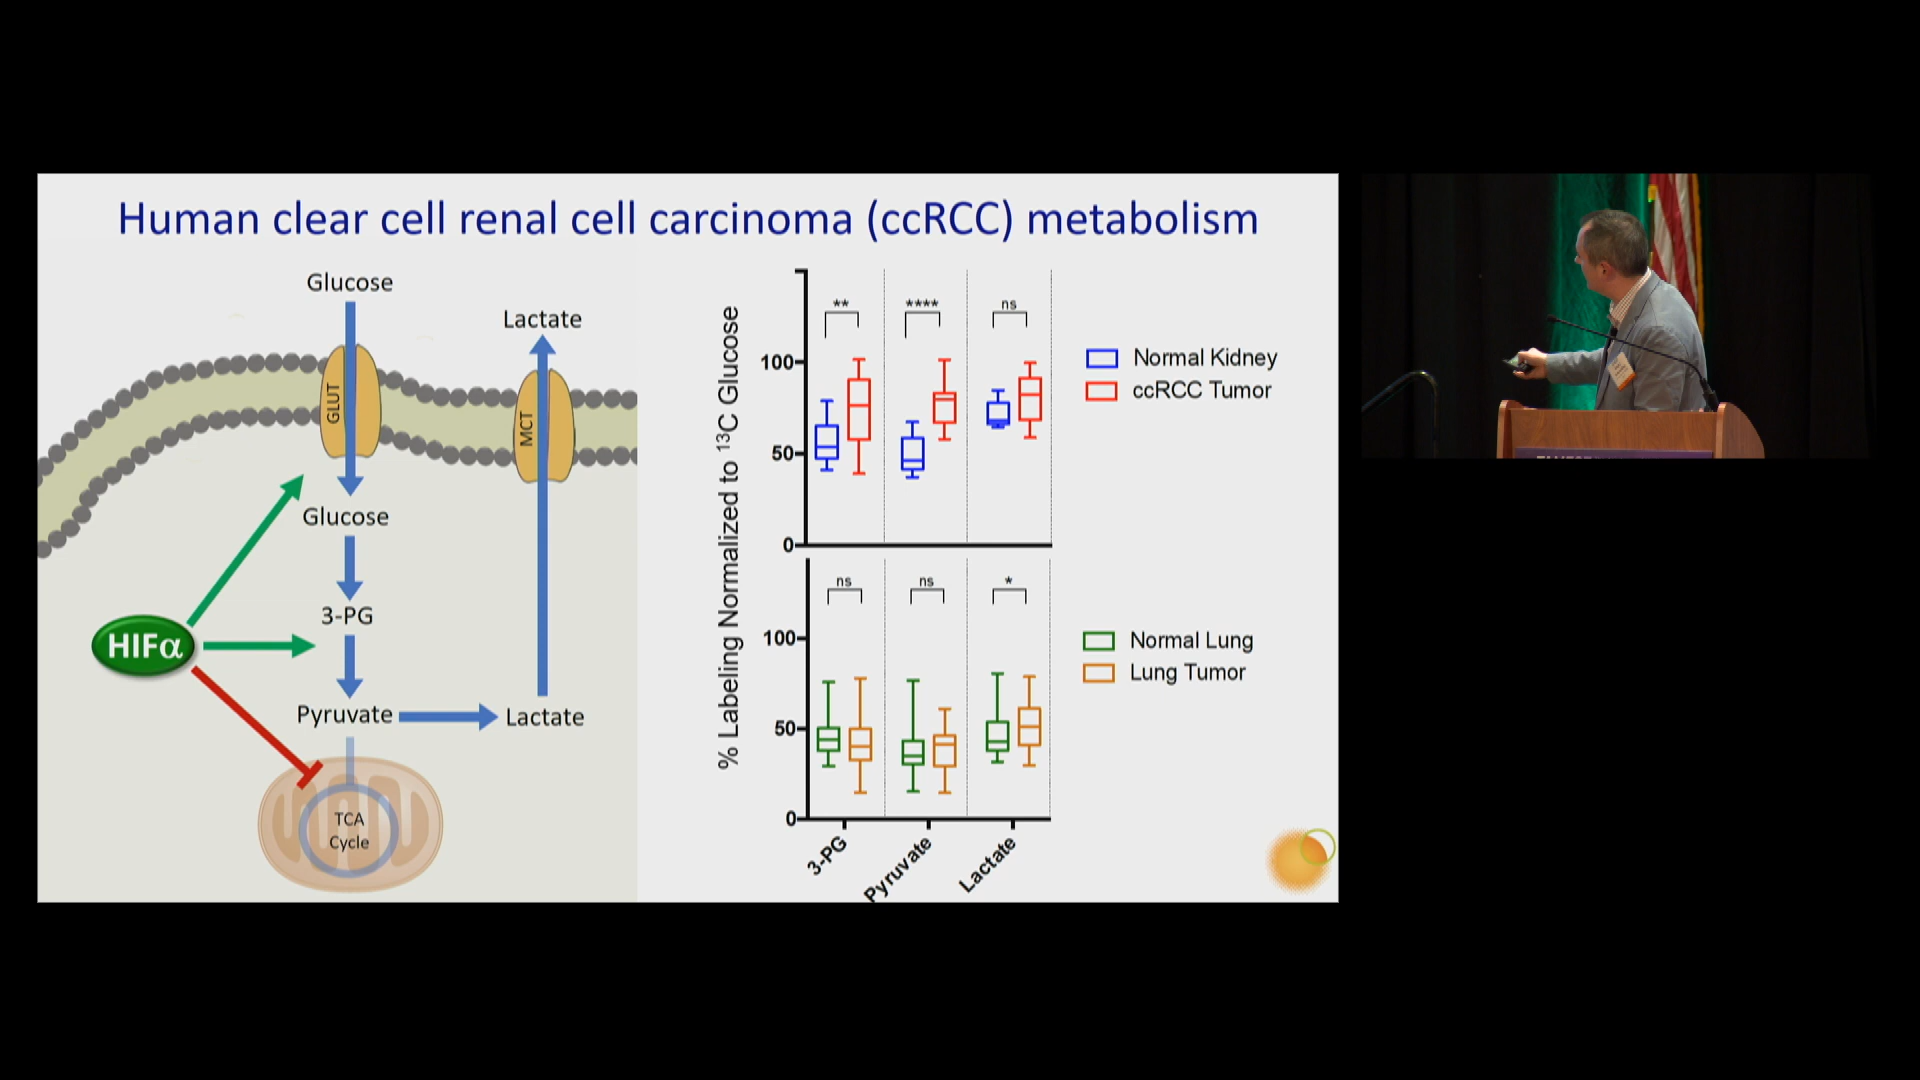 Human clear cell renal cell carcinoma (ccRCC) metabolism
Glucose
Lactate
GLUT
MCT
Glucose
3-PG
HIFα
Pyruvate
Lactate
TCA
Cycle
% Labeling Normalized to ¹³C Glucose
**
****
ns
100
50
0
Normal Kidney
ccRCC Tumor
ns
ns
*
100
50
0
Normal Lung
Lung Tumor
3-PG
Pyruvate
Lactate